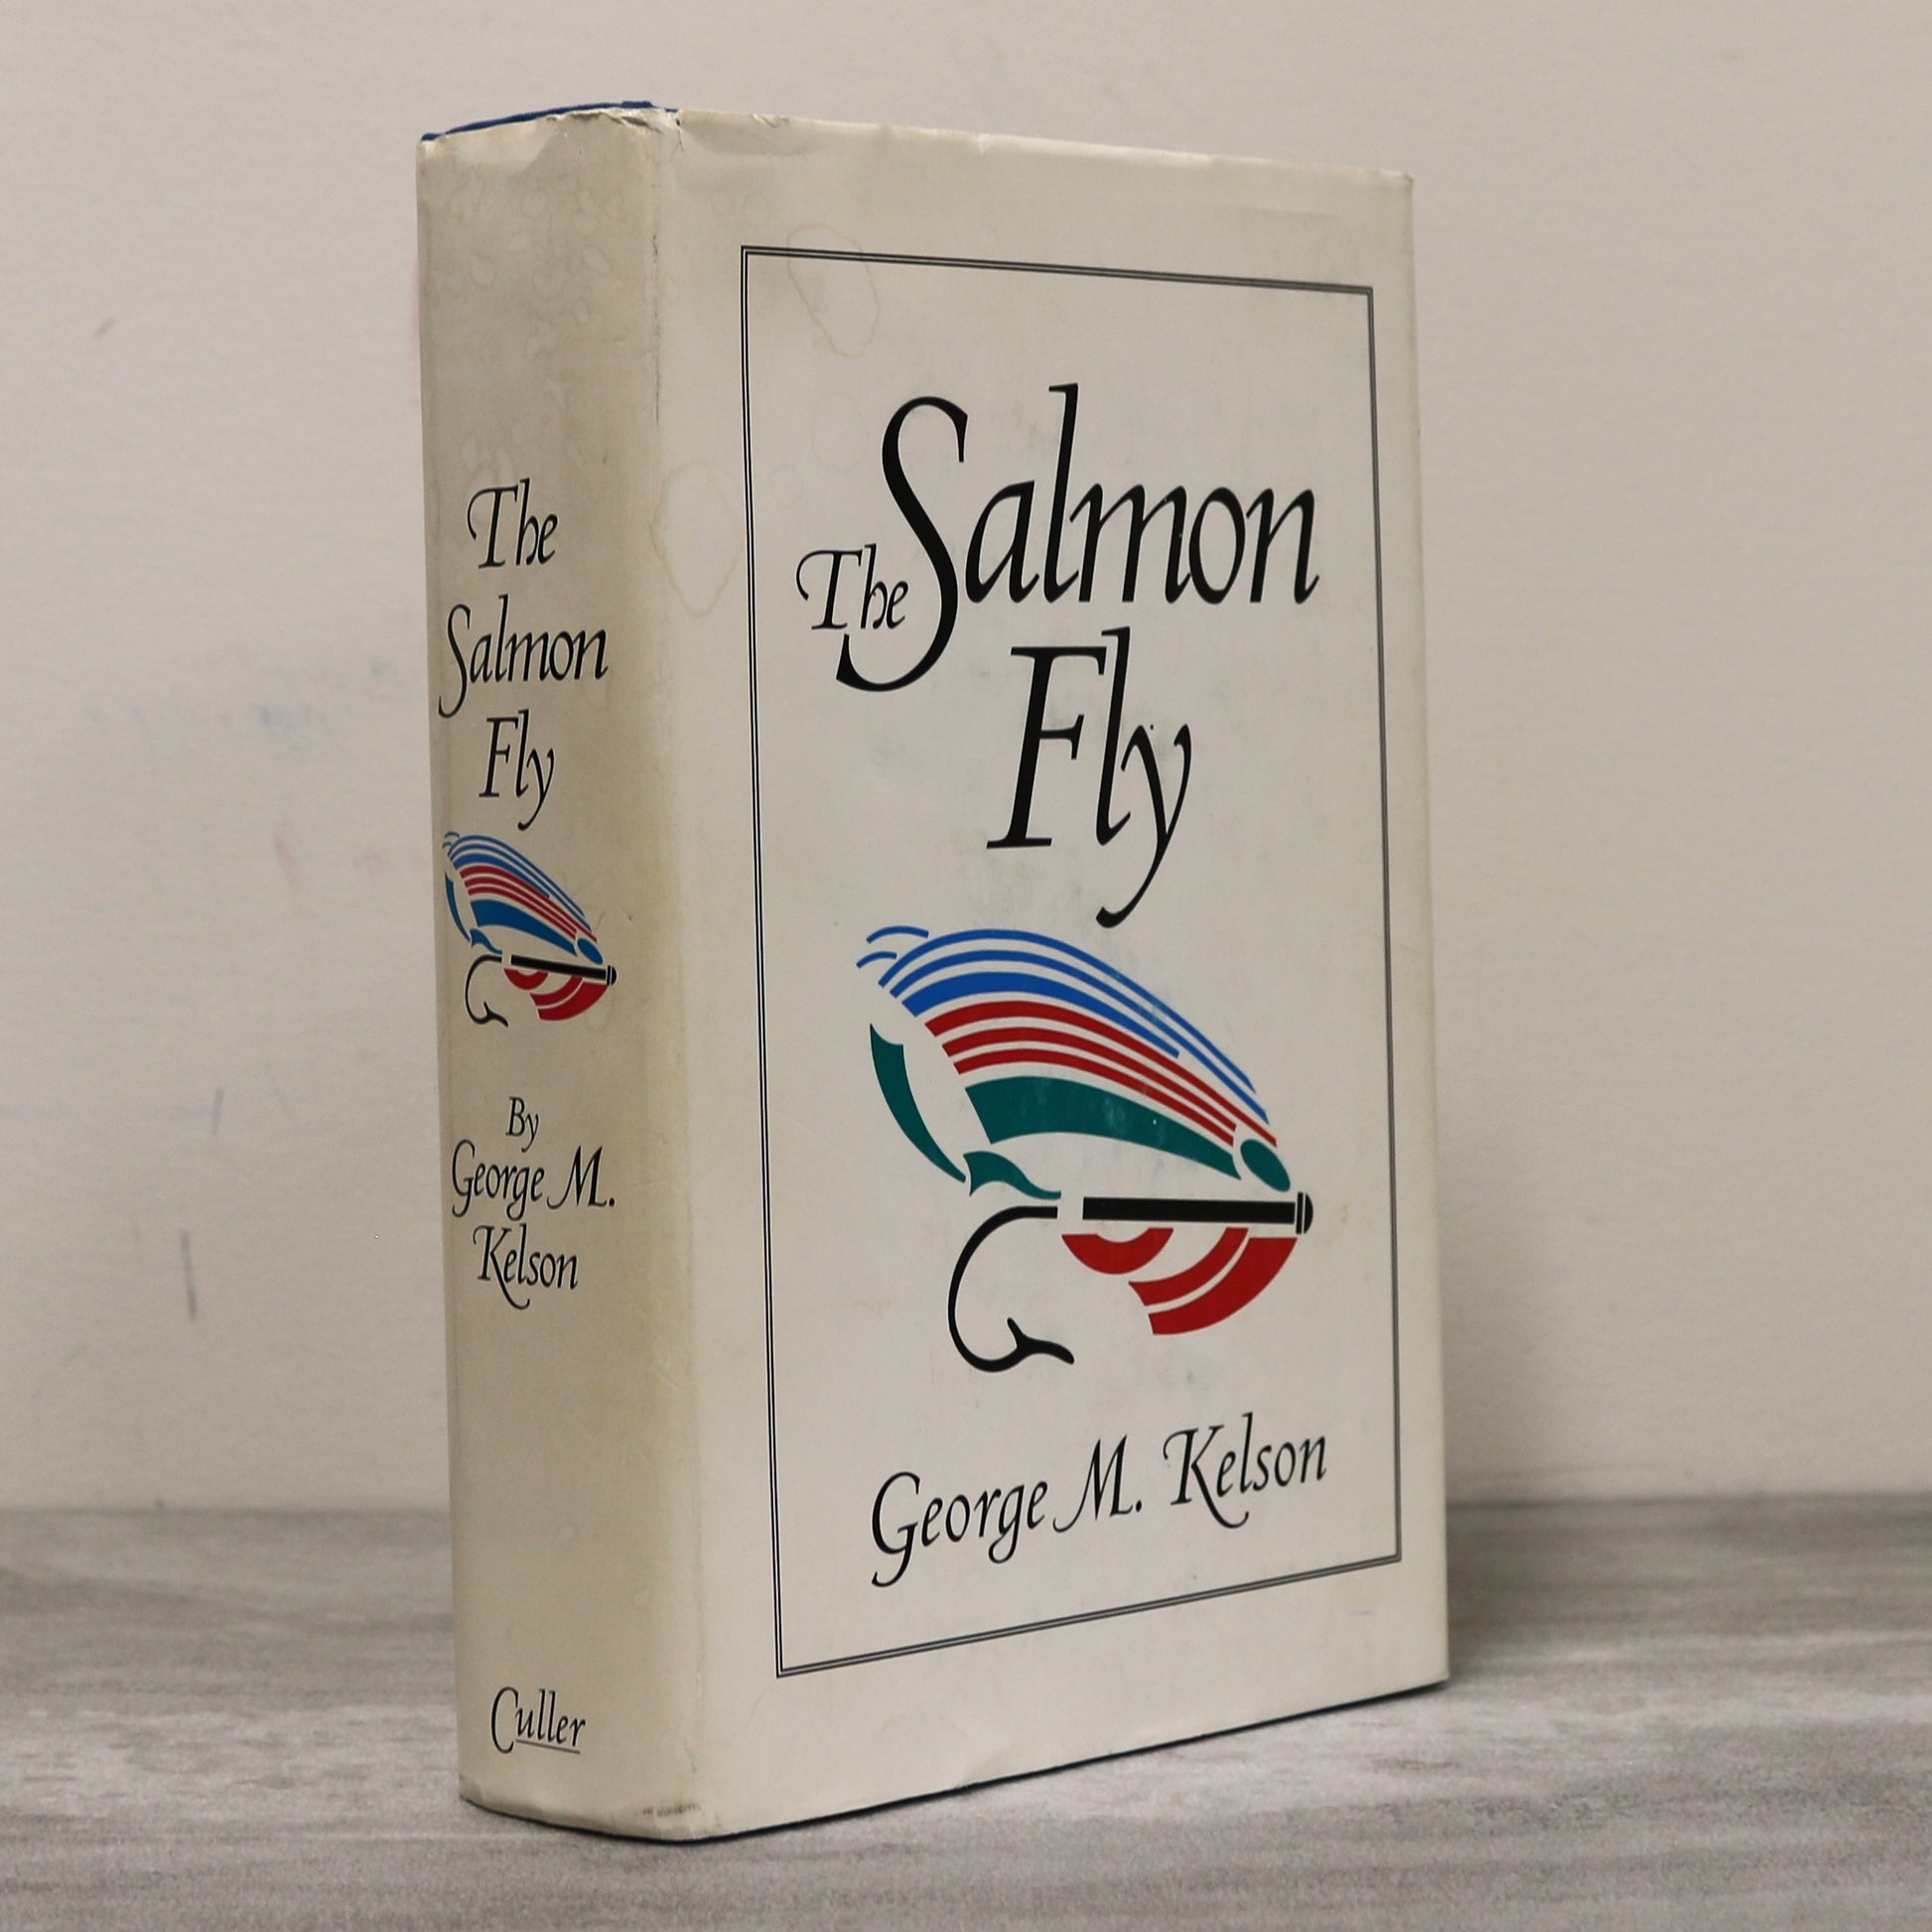 The
Salmon
Fly
By
George M.
Kelson
Culler
The Salmon
Fly
George M. Kelson